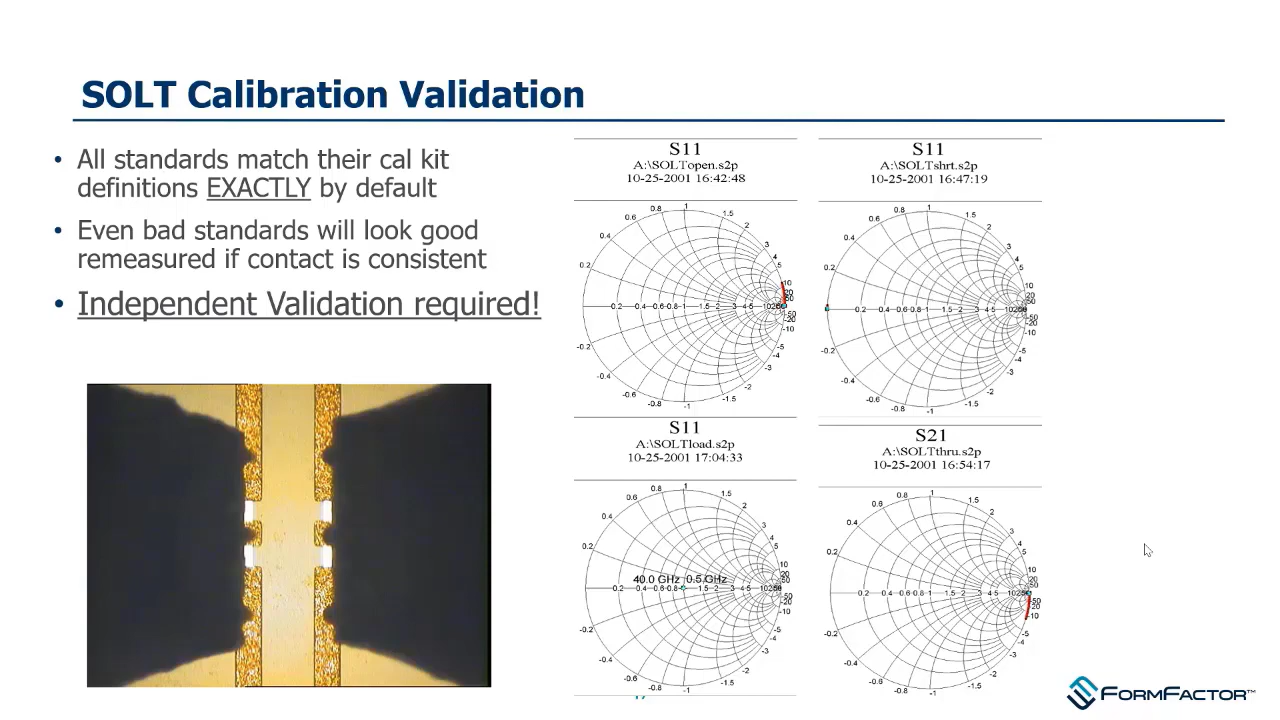 SOLT Calibration Validation
• All standards match their cal kit
definitions EXACTLY by default
• Even bad standards will look good
remeasured if contact is consistent
• Independent Validation required!
S11
A:\SOLTopen.s2p
10-25-2001 16:42:48
S11
A:\SOLTshrt.s2p
10-25-2001 16:47:19
S11
A:\SOLTload.s2p
10-25-2001 17:04:33
40.0 GHz 0.5 GHz
S21
A:\SOLTthru.s2p
10-25-2001 16:54:17
FORMFACTOR™